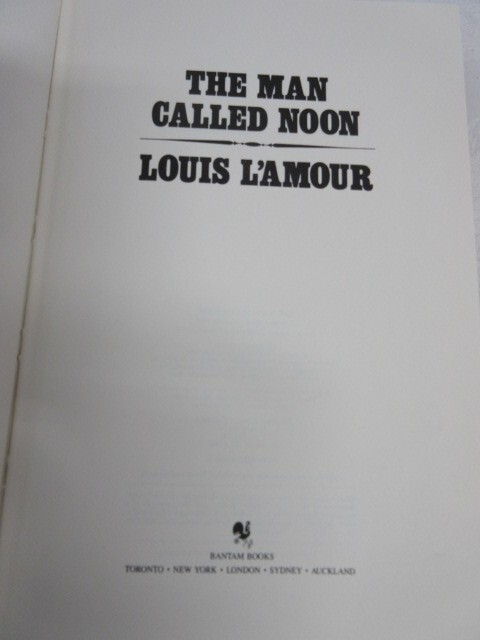 THE MAN
CALLED NOON
LOUIS L'AMOUR
BANTAM BOOKS
TORONTO • NEW YORK • LONDON • SYDNEY • AUCKLAND